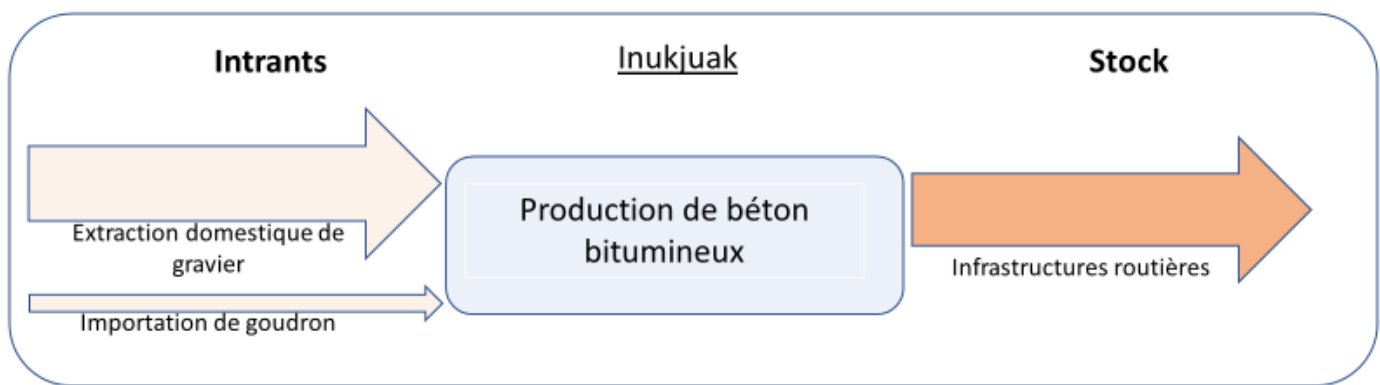 Intrants
Inukjuak
Stock
Extraction domestique de
gravier
Importation de goudron
Production de béton
bitumineux
Infrastructures routières